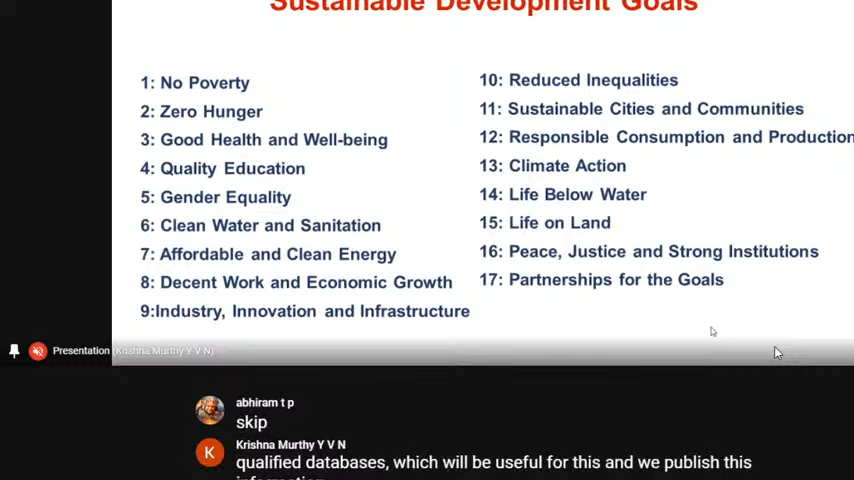 Sustainable Development Goals
1: No Poverty
2: Zero Hunger
3: Good Health and Well-being
4: Quality Education
5: Gender Equality
6: Clean Water and Sanitation
7: Affordable and Clean Energy
8: Decent Work and Economic Growth
9:Industry, Innovation and Infrastructure
10: Reduced Inequalities
11: Sustainable Cities and Communities
12: Responsible Consumption and Production
13: Climate Action
14: Life Below Water
15: Life on Land
16: Peace, Justice and Strong Institutions
17: Partnerships for the Goals
Presentation (Krishna Murthy Y V N)
abhiram t p
skip
K
Krishna Murthy Y V N
qualified databases, which will be useful for this and we publish this
information